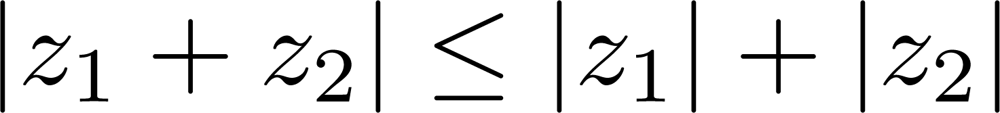 |z₁ + z₂| ≤ |z₁| + |z₂|